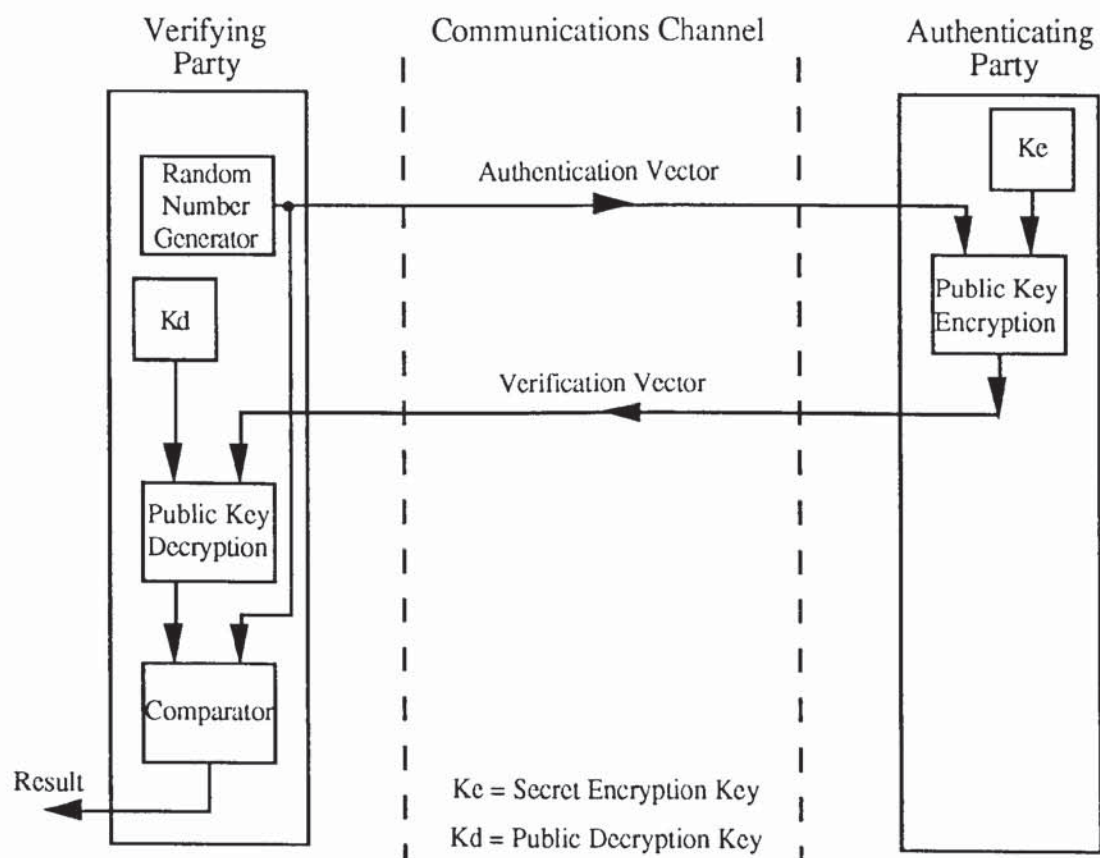 Verifying
Party
Communications Channel
Authenticating
Party
Random
Number
Generator
Authentication Vector
Ke
Kd
Public Key
Encryption
Verification Vector
Public Key
Decryption
Comparator
Result
Ke = Secret Encryption Key
Kd = Public Decryption Key